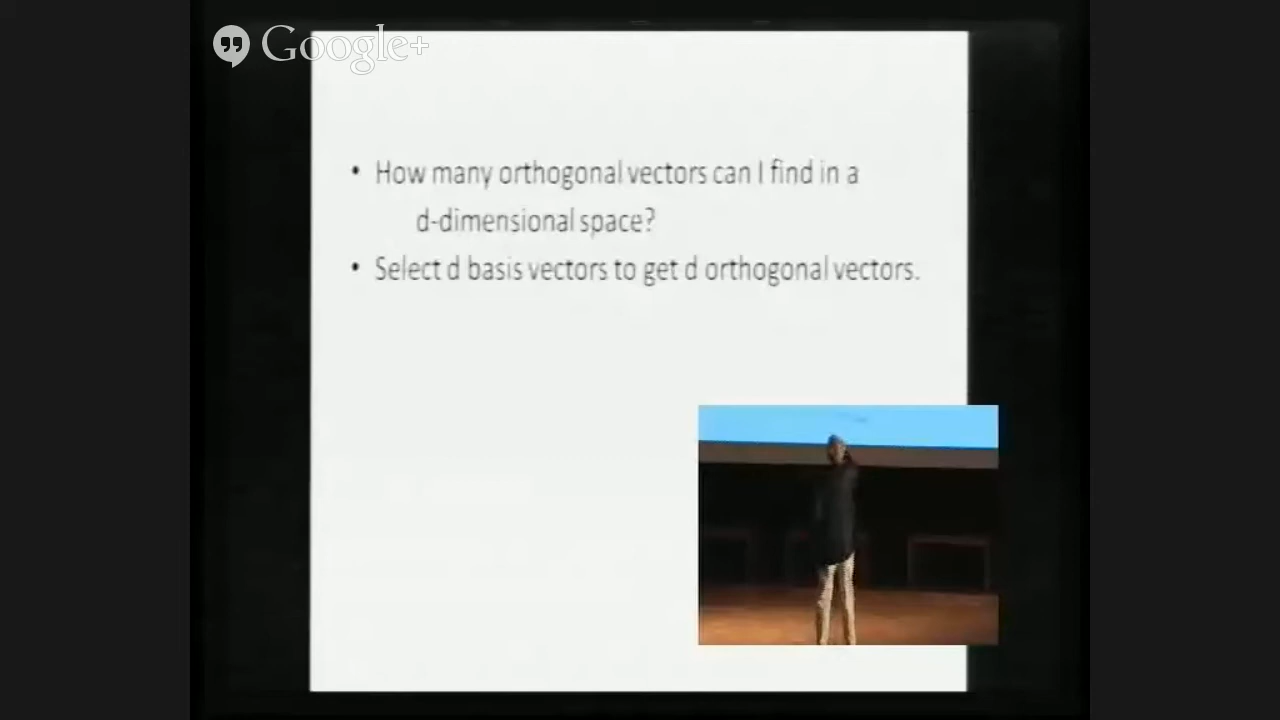 Google+
• How many orthogonal vectors can I find in a
d-dimensional space?
• Select d basis vectors to get d orthogonal vectors.